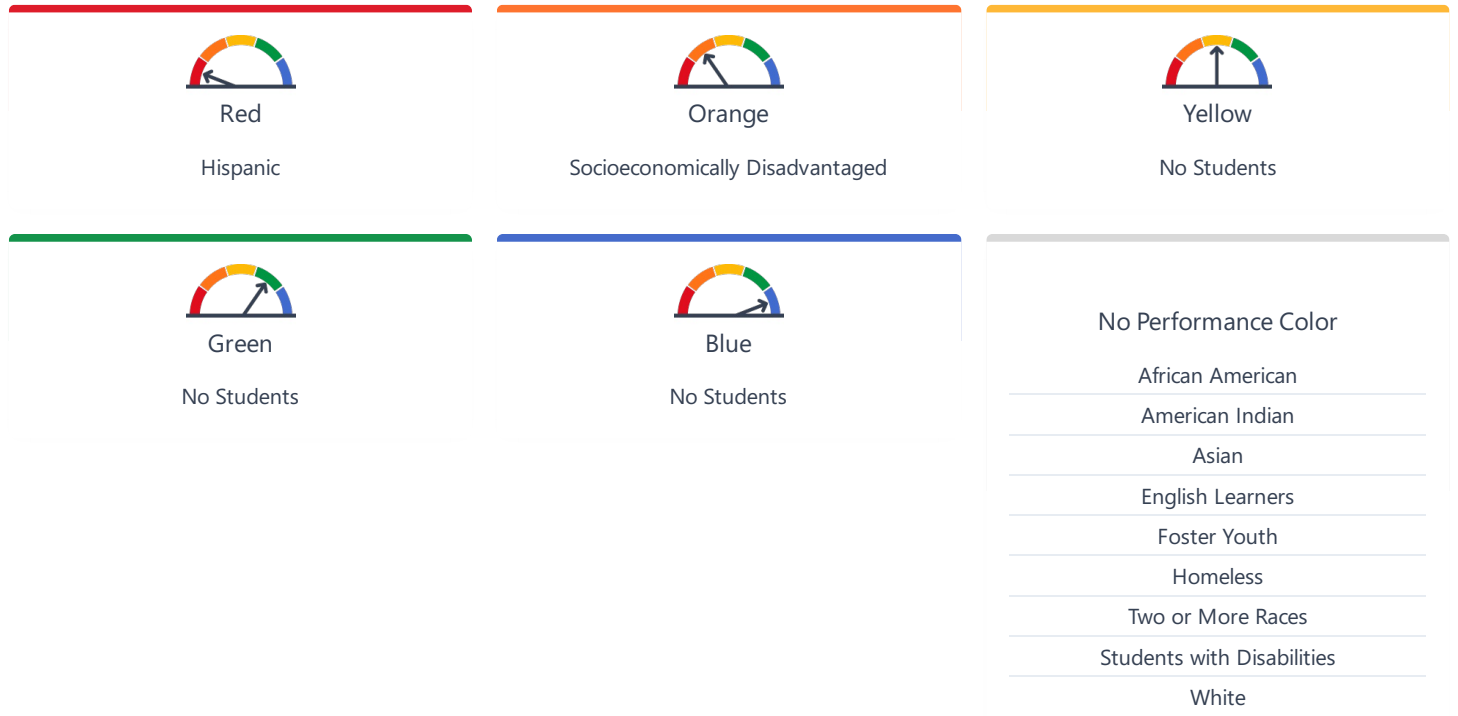 Red
Hispanic
Orange
Socioeconomically Disadvantaged
Yellow
No Students
Green
No Students
Blue
No Students
No Performance Color
African American
American Indian
Asian
English Learners
Foster Youth
Homeless
Two or More Races
Students with Disabilities
White